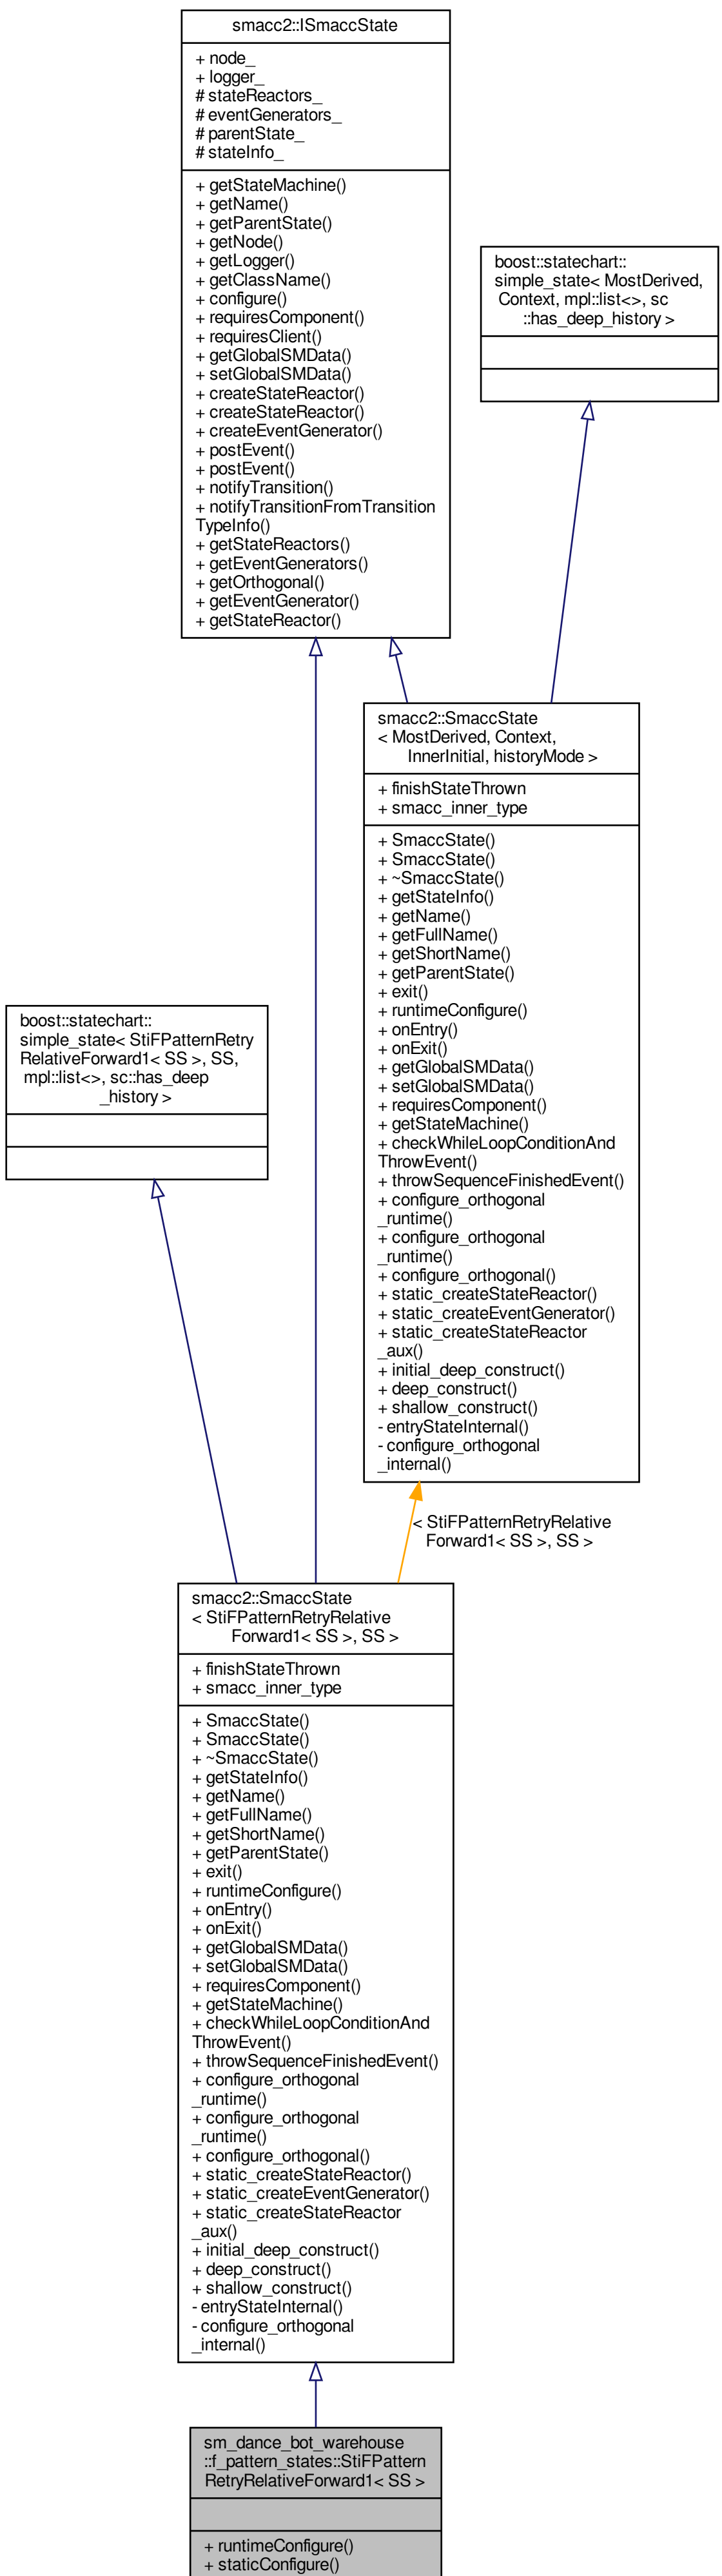 smacc2::ISmaccState
+ node_
+ logger_
# stateReactors_
# eventGenerators_
# parentState_
# stateInfo_
+ getStateMachine()
+ getName()
+ getParentState()
+ getNode()
+ getLogger()
+ getClassName()
+ configure()
+ requiresComponent()
+ requiresClient()
+ getGlobalSMData()
+ setGlobalSMData()
+ createStateReactor()
+ createStateReactor()
+ createEventGenerator()
+ postEvent()
+ postEvent()
+ notifyTransition()
+ notifyTransitionFromTransition
TypeInfo()
+ getStateReactors()
+ getEventGenerators()
+ getOrthogonal()
+ getEventGenerator()
+ getStateReactor()
boost::statechart::
simple_state< MostDerived,
Context, mpl::list<>, sc
::has_deep_history >
smacc2::SmaccState
< MostDerived, Context,
InnerInitial, historyMode >
+ finishStateThrown
+ smacc_inner_type
+ SmaccState()
+ SmaccState()
+ ~SmaccState()
+ getStateInfo()
+ getName()
+ getFullName()
+ getShortName()
+ getParentState()
+ exit()
+ runtimeConfigure()
+ onEntry()
+ onExit()
+ getGlobalSMData()
+ setGlobalSMData()
+ requiresComponent()
+ getStateMachine()
+ checkWhileLoopConditionAnd
ThrowEvent()
+ throwSequenceFinishedEvent()
+ configure_orthogonal
_runtime()
+ configure_orthogonal
_runtime()
+ configure_orthogonal()
+ static_createStateReactor()
+ static_createEventGenerator()
+ static_createStateReactor
_aux()
+ initial_deep_construct()
+ deep_construct()
+ shallow_construct()
- entryStateInternal()
- configure_orthogonal
_internal()
boost::statechart::
simple_state< StiFPatternRetry
RelativeForward1< SS >, SS,
mpl::list<>, sc::has_deep
_history >
< StiFPatternRetryRelative
Forward1< SS >, SS >
smacc2::SmaccState
< StiFPatternRetryRelative
Forward1< SS >, SS >
+ finishStateThrown
+ smacc_inner_type
+ SmaccState()
+ SmaccState()
+ ~SmaccState()
+ getStateInfo()
+ getName()
+ getFullName()
+ getShortName()
+ getParentState()
+ exit()
+ runtimeConfigure()
+ onEntry()
+ onExit()
+ getGlobalSMData()
+ setGlobalSMData()
+ requiresComponent()
+ getStateMachine()
+ checkWhileLoopConditionAnd
ThrowEvent()
+ throwSequenceFinishedEvent()
+ configure_orthogonal
_runtime()
+ configure_orthogonal
_runtime()
+ configure_orthogonal()
+ static_createStateReactor()
+ static_createEventGenerator()
+ static_createStateReactor
_aux()
+ initial_deep_construct()
+ deep_construct()
+ shallow_construct()
- entryStateInternal()
- configure_orthogonal
_internal()
sm_dance_bot_warehouse
::f_pattern_states::StiFPattern
RetryRelativeForward1< SS >
+ runtimeConfigure()
+ staticConfigure()